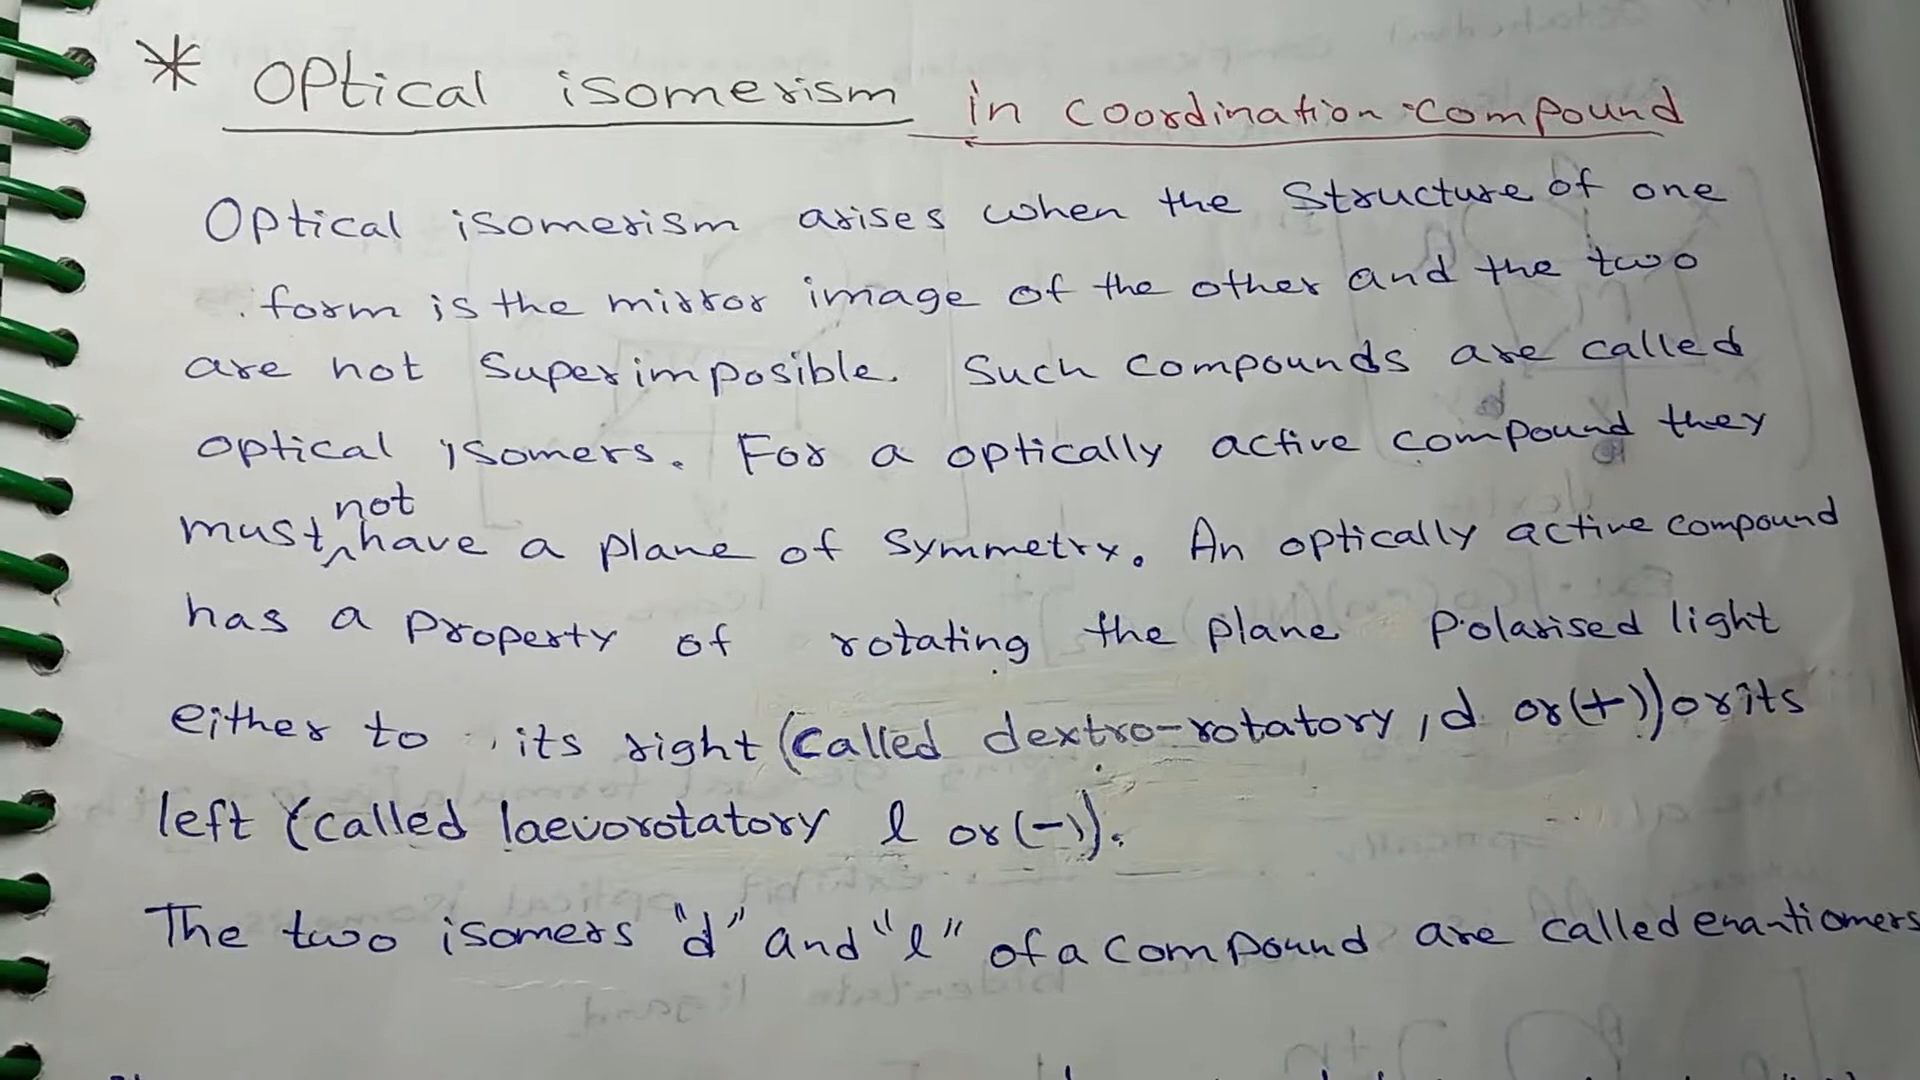 * Optical isomerism in coordination compound
Optical isomerism arises when the structure of one
form is the mirror image of the other and the two
are not superimposible. Such compounds are called
optical isomers. For a optically active compound they
must not have a plane of symmetry. An optically active compound
has a property of rotating the plane polarised light
either to its right (called dextro-rotatory, d or (+)) or its
left (called laevorotatory l or (-)).
The two isomers "d" and "l" of a compound are called enantiomers